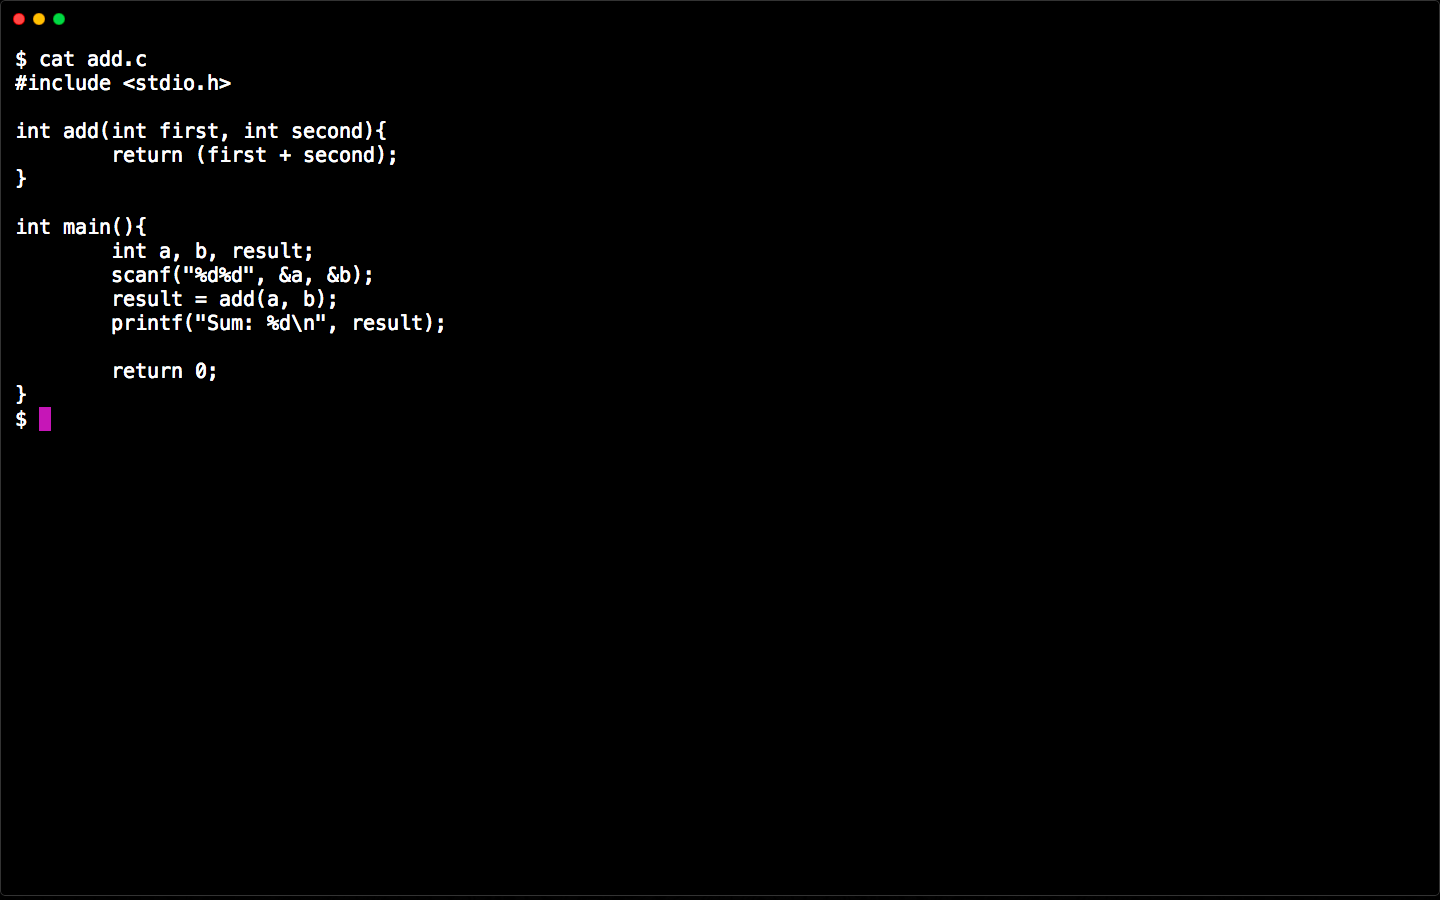 $ cat add.c
#include <stdio.h>

int add(int first, int second){
        return (first + second);
}

int main(){
        int a, b, result;
        scanf("%d%d", &a, &b);
        result = add(a, b);
        printf("Sum: %d\n", result);

        return 0;
}
$